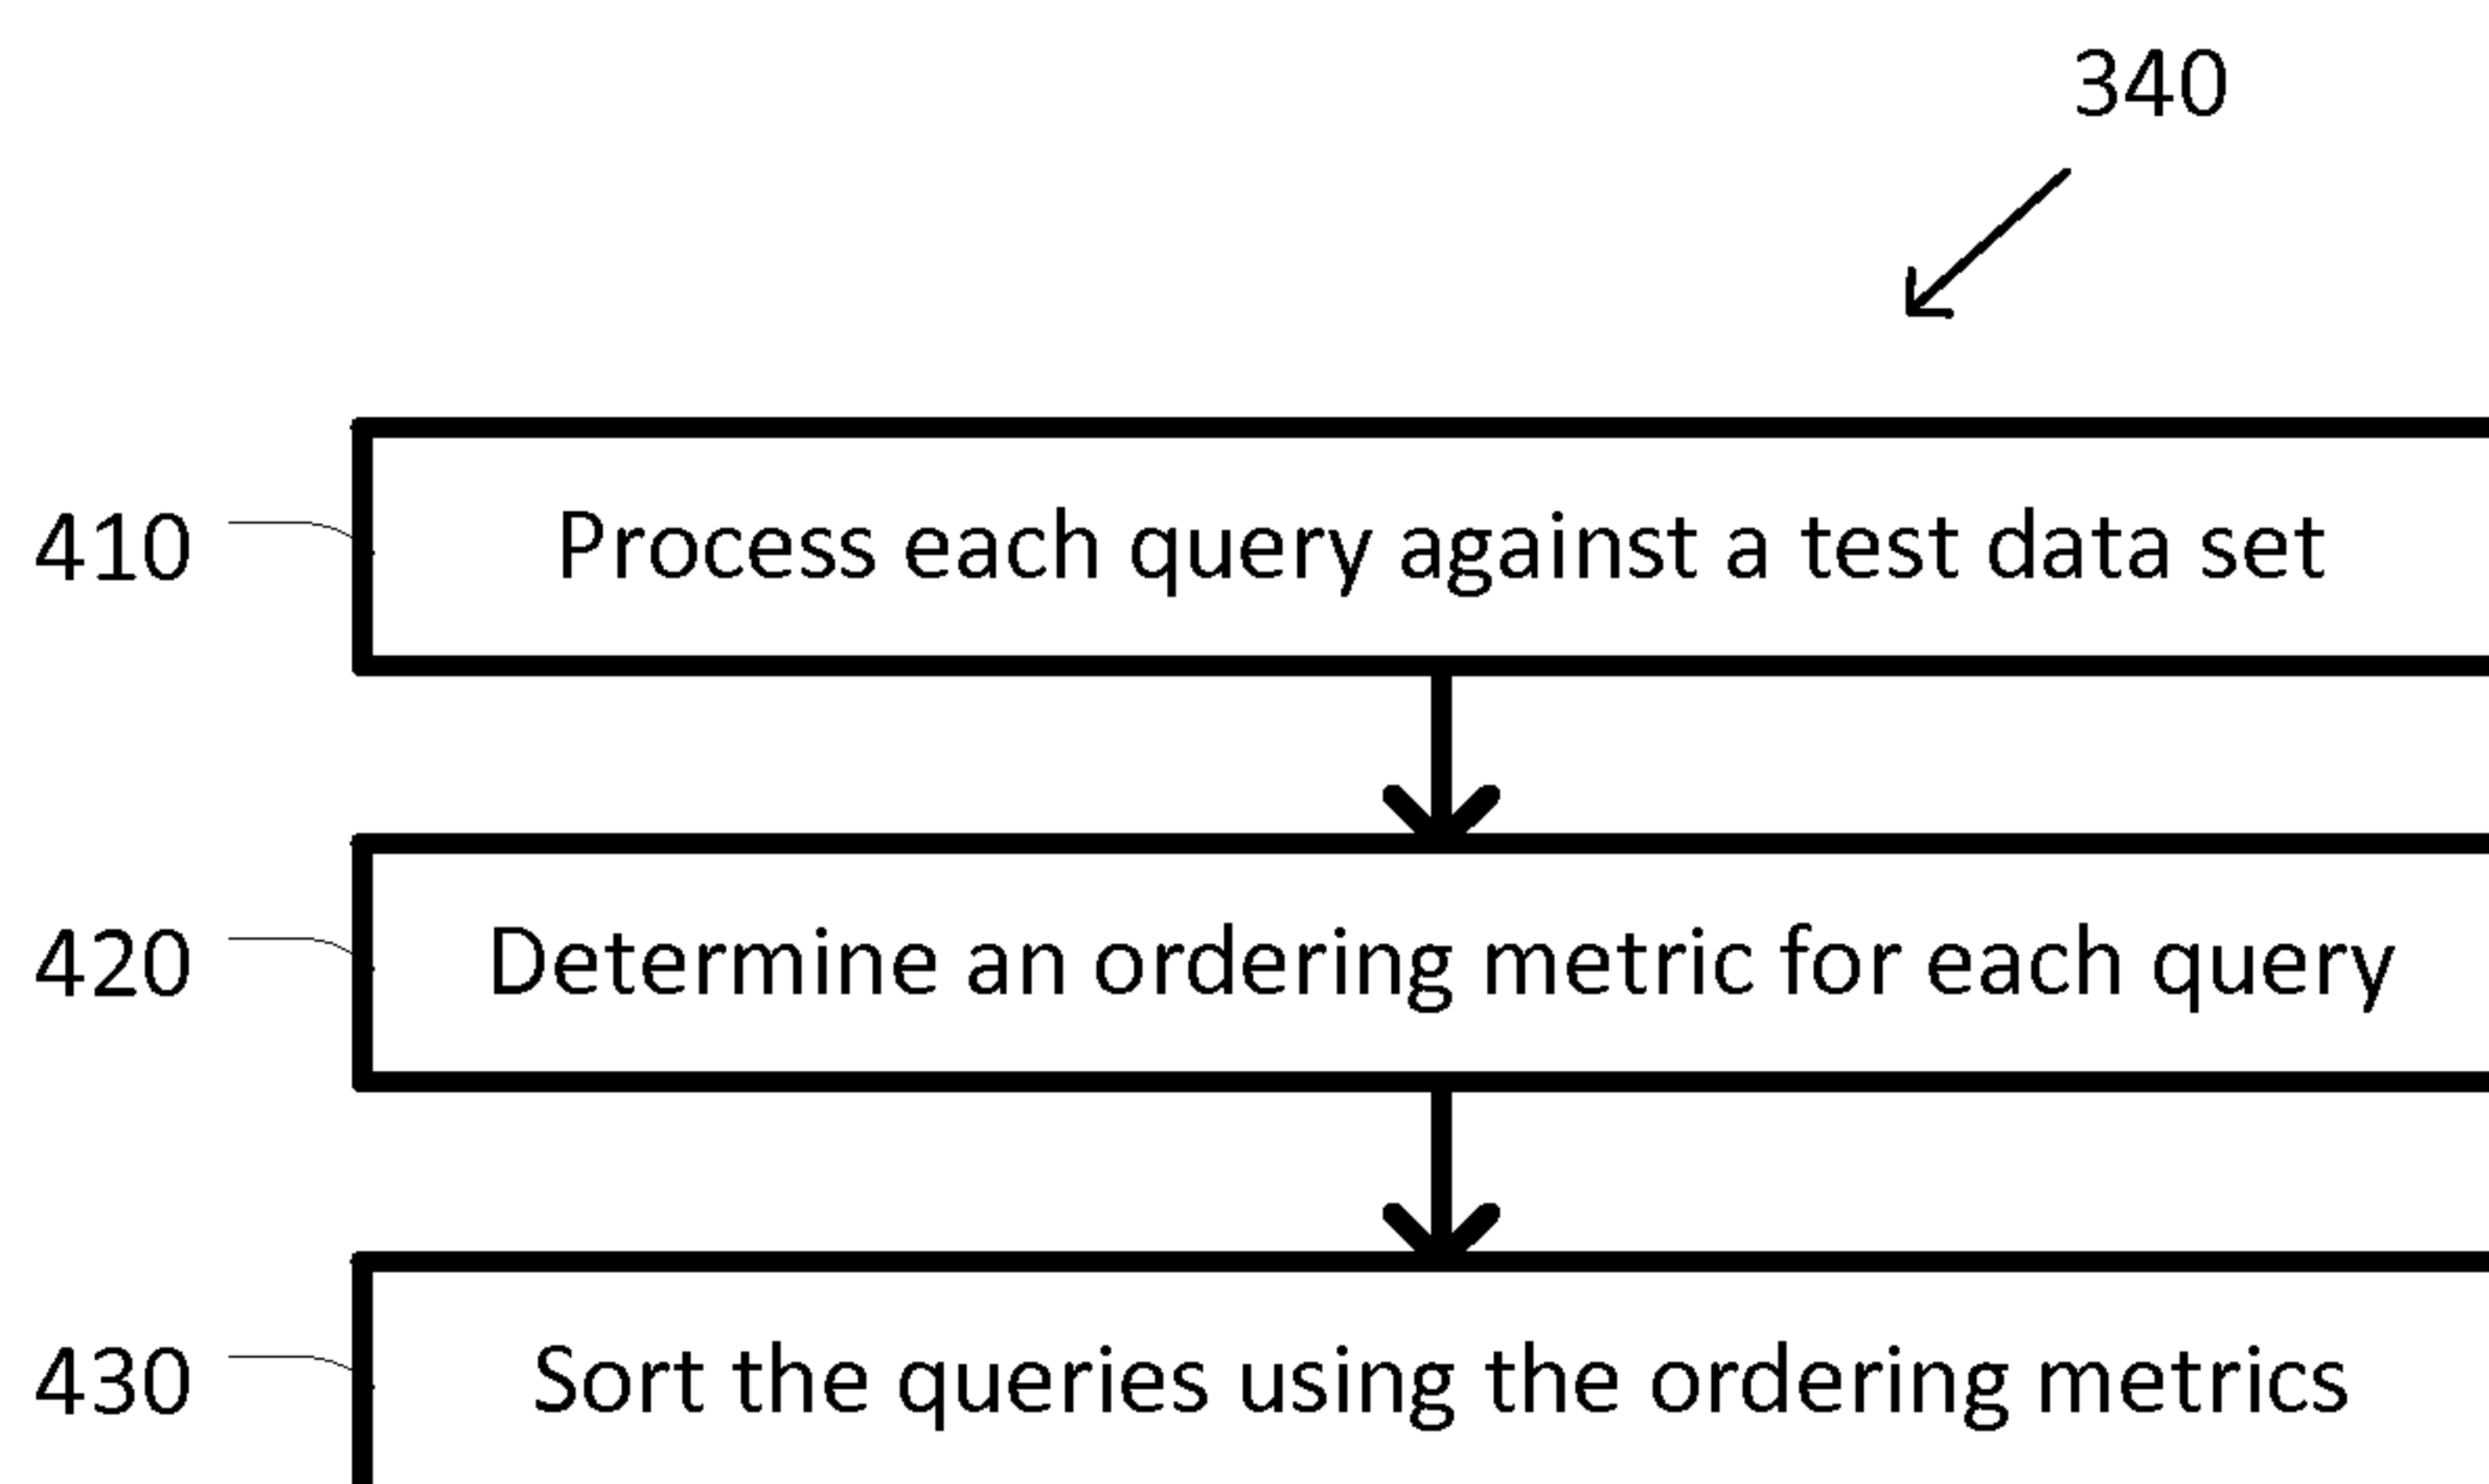 340
410 Process each query against a test data set
420 Determine an ordering metric for each query
430 Sort the queries using the ordering metrics